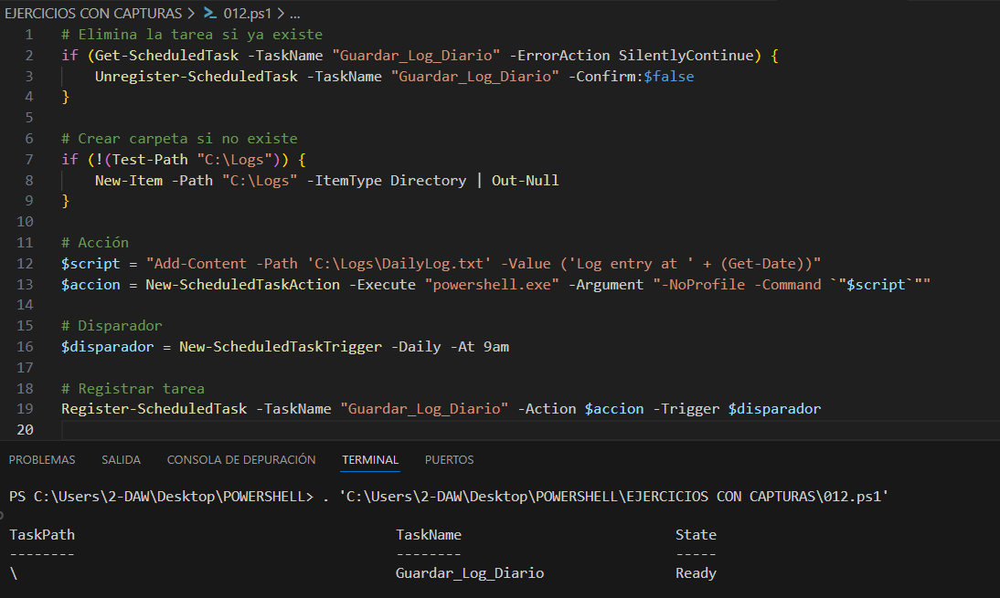 EJERCICIOS CON CAPTURAS > 012.ps1 > ...
1 # Elimina la tarea si ya existe
2 if (Get-ScheduledTask -TaskName "Guardar_Log_Diario" -ErrorAction SilentlyContinue) {
3     Unregister-ScheduledTask -TaskName "Guardar_Log_Diario" -Confirm:$false
4 }
5
6 # Crear carpeta si no existe
7 if (!(Test-Path "C:\Logs")) {
8     New-Item -Path "C:\Logs" -ItemType Directory | Out-Null
9 }
10
11 # Acción
12 $script = "Add-Content -Path 'C:\Logs\DailyLog.txt' -Value ('Log entry at ' + (Get-Date))"
13 $accion = New-ScheduledTaskAction -Execute "powershell.exe" -Argument "-NoProfile -Command `"$script`""
14
15 # Disparador
16 $disparador = New-ScheduledTaskTrigger -Daily -At 9am
17
18 # Registrar tarea
19 Register-ScheduledTask -TaskName "Guardar_Log_Diario" -Action $accion -Trigger $disparador
20
PROBLEMAS SALIDA CONSOLA DE DEPURACIÓN TERMINAL PUERTOS
PS C:\Users\2-DAW\Desktop\POWERSHELL> . 'C:\Users\2-DAW\Desktop\POWERSHELL\EJERCICIOS CON CAPTURAS\012.ps1'
TaskPath TaskName State
-------- -------- -----
\ Guardar_Log_Diario Ready